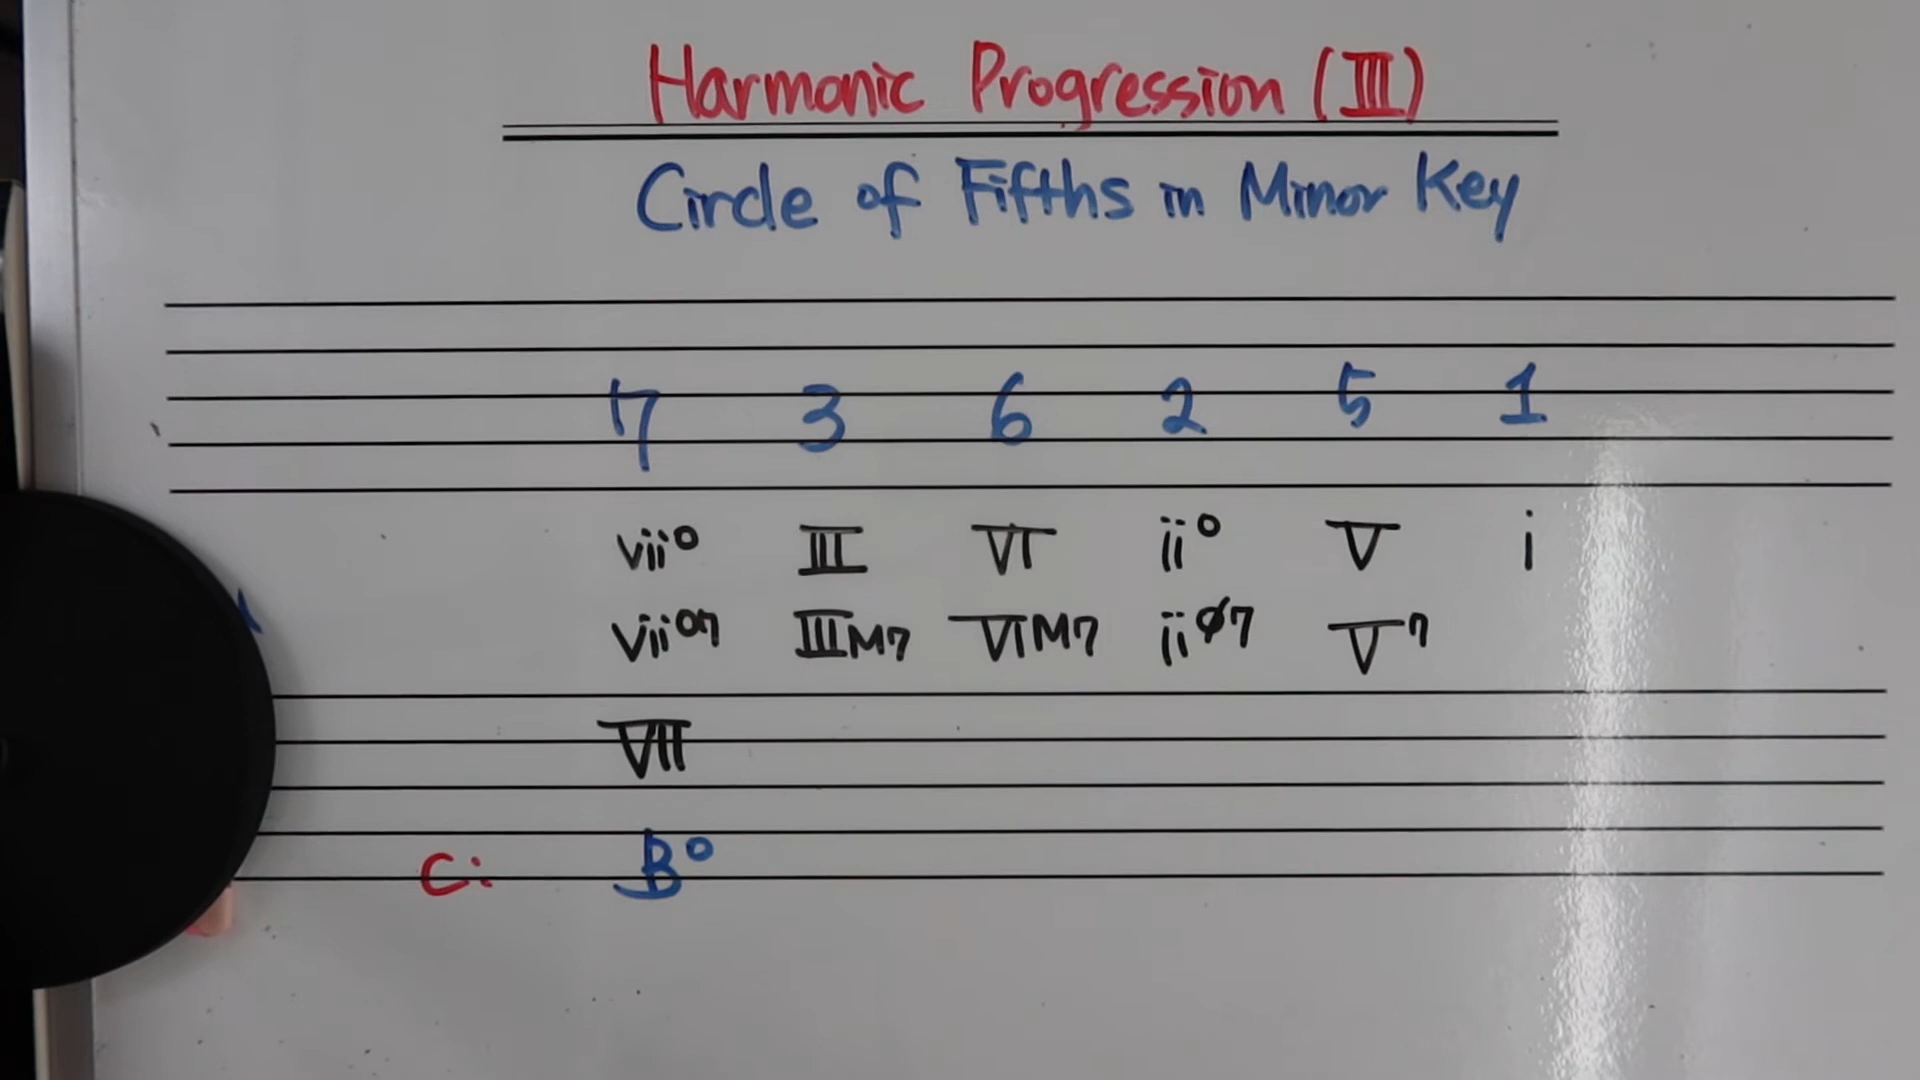 Harmonic Progression (III)
Circle of Fifths in Minor Key
7 3 6 2 5 1
vii° III VI ii° V i
vii°7 IIIM7 VIM7 iiø7 V7
VII
C: B°